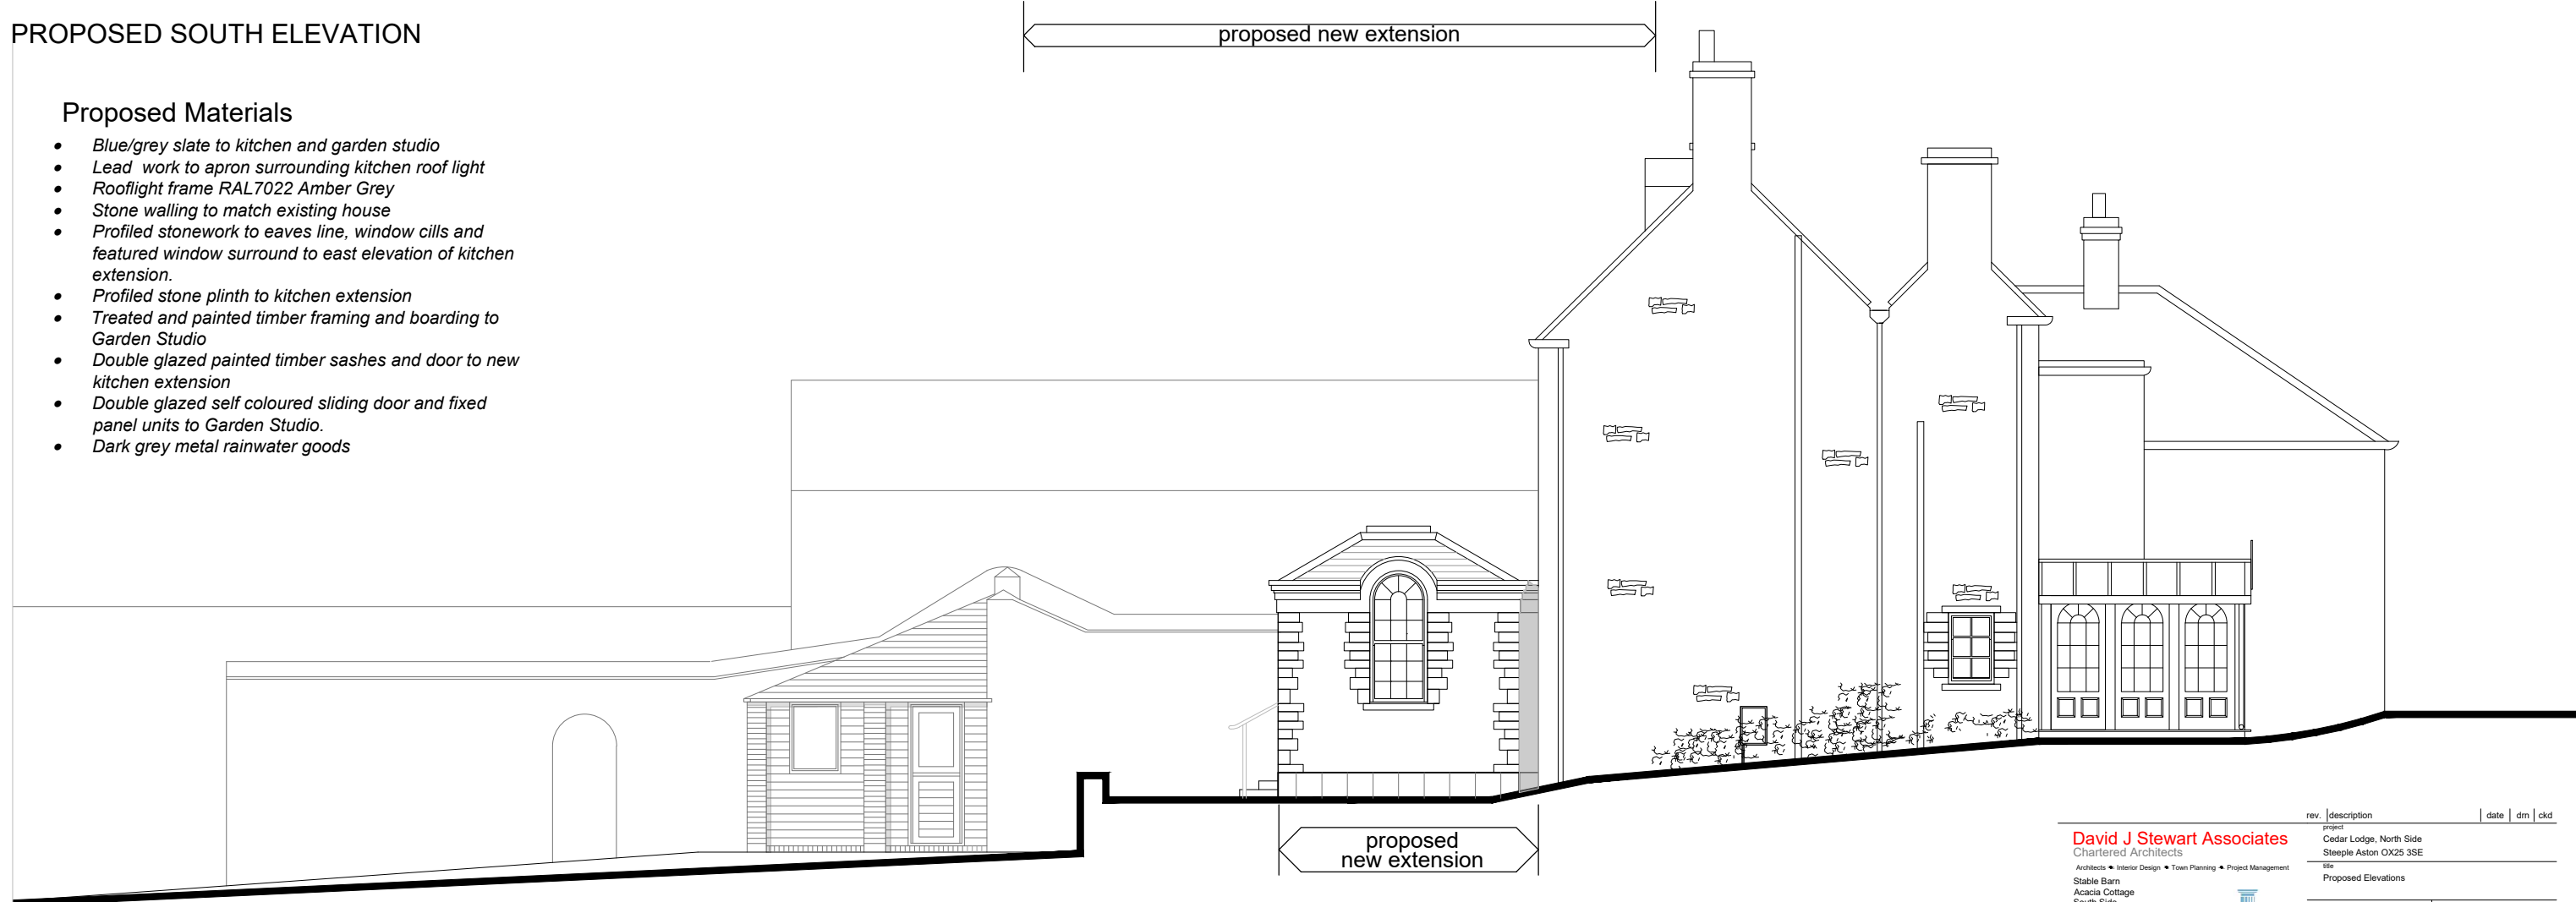 PROPOSED SOUTH ELEVATION
proposed new extension
Proposed Materials
• Blue/grey slate to kitchen and garden studio
• Lead work to apron surrounding kitchen roof light
• Rooflight frame RAL7022 Amber Grey
• Stone walling to match existing house
• Profiled stonework to eaves line, window cills and
featured window surround to east elevation of kitchen
extension.
• Profiled stone plinth to kitchen extension
• Treated and painted timber framing and boarding to
Garden Studio
• Double glazed painted timber sashes and door to new
kitchen extension
• Double glazed self coloured sliding door and fixed
panel units to Garden Studio.
• Dark grey metal rainwater goods
proposed
new extension
rev. description date drn ckd
David J Stewart Associates
Chartered Architects
Architects • Interior Design • Town Planning • Project Management
Stable Barn
Acacia Cottage
South Side
project
Cedar Lodge, North Side
Steeple Aston OX25 3SE
title
Proposed Elevations